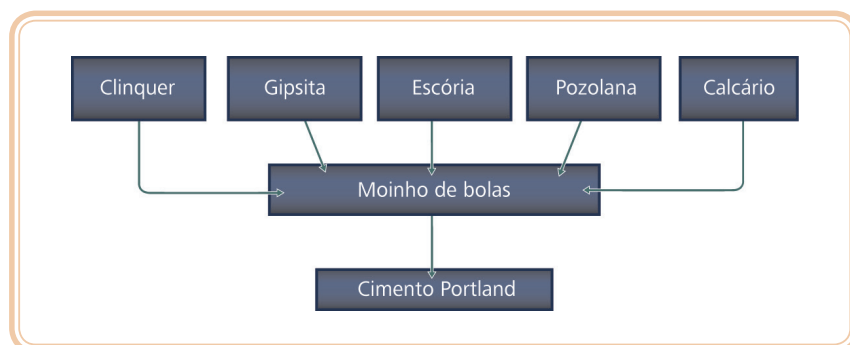 Clinquer
Gipsita
Escória
Pozolana
Calcário
Moinho de bolas
Cimento Portland